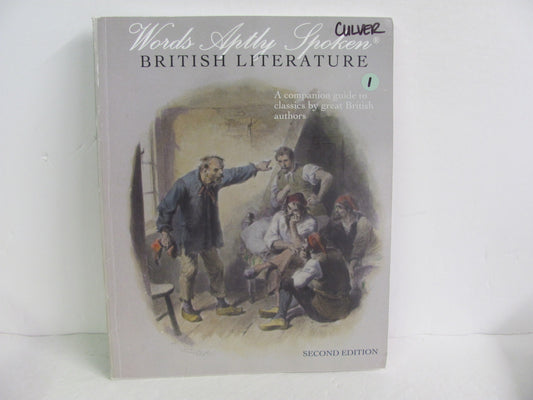 CULVER
Words Aptly Spoken®
BRITISH LITERATURE
1
A companion guide to
classics by great British
authors
SECOND EDITION